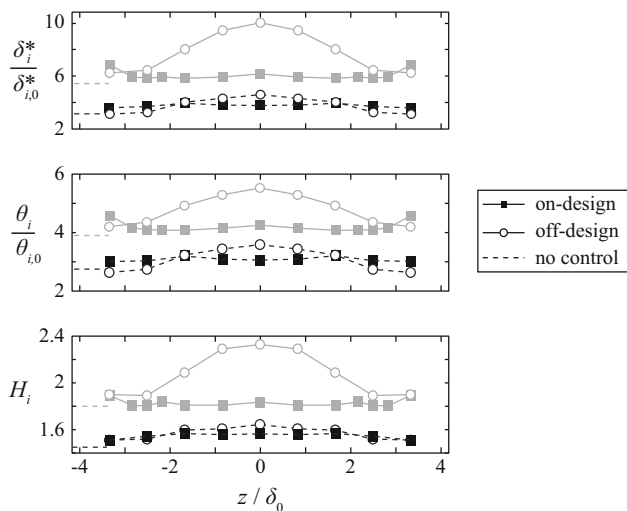 10
δ*i / δ*i,0
6
2
6
θi / θi,0
4
2
on-design
off-design
no control
2.4
Hi
2
1.6
-4 -2 0 2 4
z / δ0